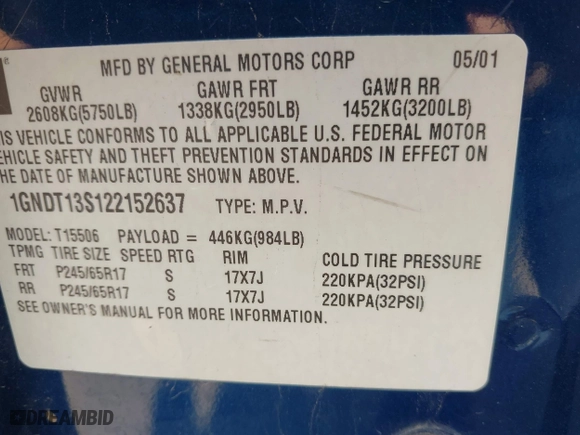 MFD BY GENERAL MOTORS CORP 05/01
GVWR GAWR FRT GAWR RR
2608KG(5750LB) 1338KG(2950LB) 1452KG(3200LB)
IS VEHICLE CONFORMS TO ALL APPLICABLE U.S. FEDERAL MOTOR
EHICLE SAFETY AND THEFT PREVENTION STANDARDS IN EFFECT ON
THE DATE OF MANUFACTURE SHOWN ABOVE.
1GNDT13S122152637 TYPE: M.P.V.
MODEL: T15506 PAYLOAD = 446KG(984LB)
TPMG TIRE SIZE SPEED RTG RIM COLD TIRE PRESSURE
FRT P245/65R17 S 17X7J 220KPA(32PSI)
RR P245/65R17 S 17X7J 220KPA(32PSI)
SEE OWNER'S MANUAL FOR MORE INFORMATION.
DREAMBID